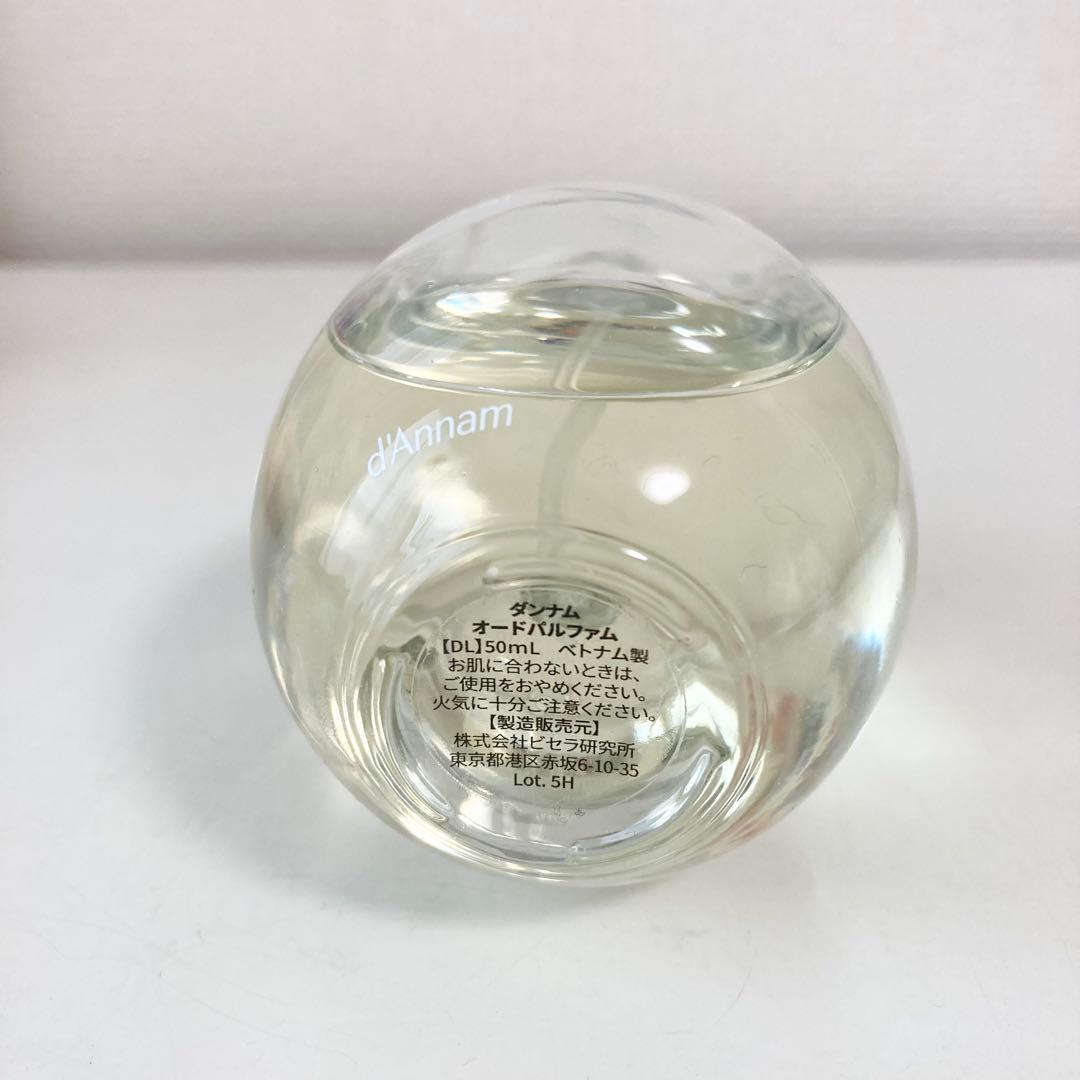 d'Annam
ダンナム
オードパルファム
【DL】50mL　ベトナム製
お肌に合わないときは、
ご使用をおやめください。
火気に十分ご注意ください。
【製造販売元】
株式会社ビセラ研究所
東京都港区赤坂6-10-35
Lot. 5H